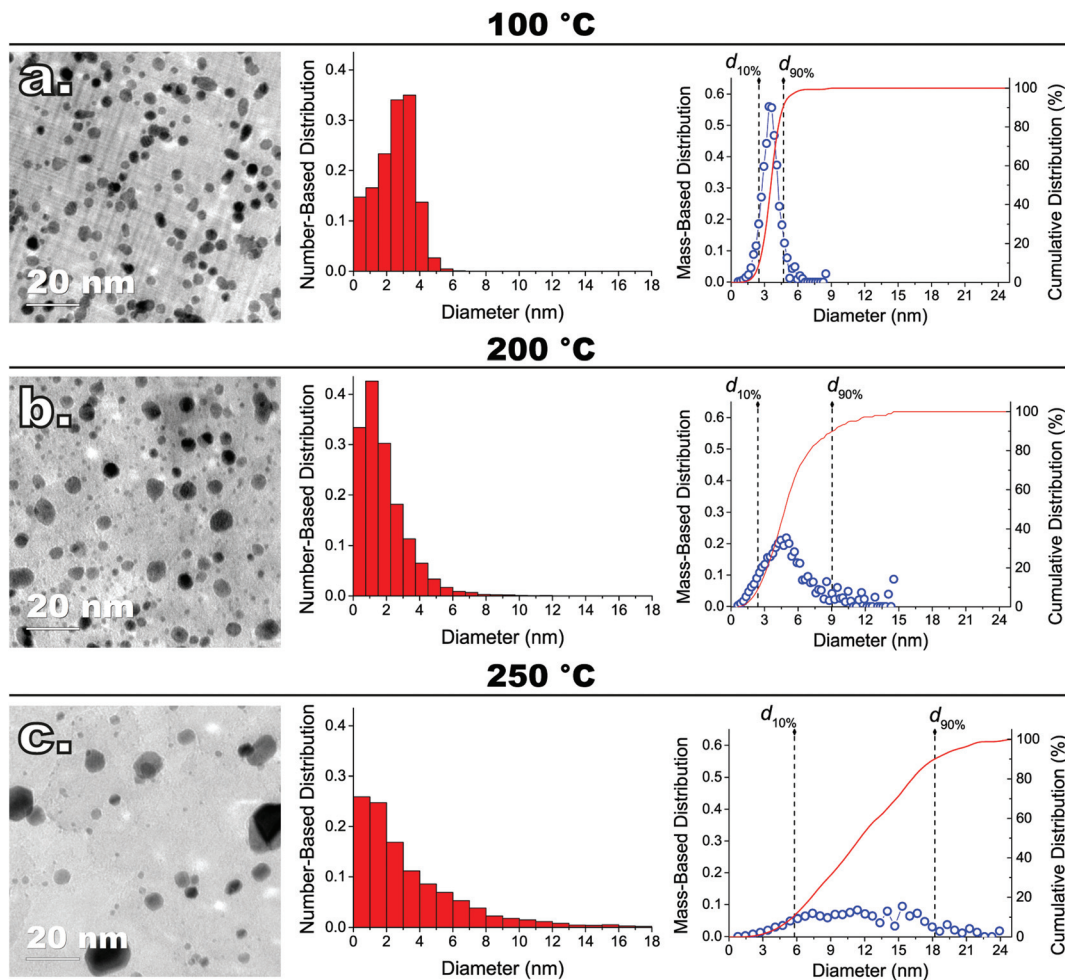 100 °C
a.
20 nm
Number-Based Distribution
0.4
0.3
0.2
0.1
0.0
0 2 4 6 8 10 12 14 16 18
Diameter (nm)
d10% d90%
Mass-Based Distribution
0.6
0.5
0.4
0.3
0.2
0.1
0.0
0 3 6 9 12 15 18 21 24
Diameter (nm)
100
80
60
40
20
0
Cumulative Distribution (%)
200 °C
b.
20 nm
Number-Based Distribution
0.4
0.3
0.2
0.1
0.0
0 2 4 6 8 10 12 14 16 18
Diameter (nm)
d10% d90%
Mass-Based Distribution
0.6
0.5
0.4
0.3
0.2
0.1
0.0
0 3 6 9 12 15 18 21 24
Diameter (nm)
100
80
60
40
20
0
Cumulative Distribution (%)
250 °C
c.
20 nm
Number-Based Distribution
0.4
0.3
0.2
0.1
0.0
0 2 4 6 8 10 12 14 16 18
Diameter (nm)
d10% d90%
Mass-Based Distribution
0.6
0.5
0.4
0.3
0.2
0.1
0.0
0 3 6 9 12 15 18 21 24
Diameter (nm)
100
80
60
40
20
0
Cumulative Distribution (%)